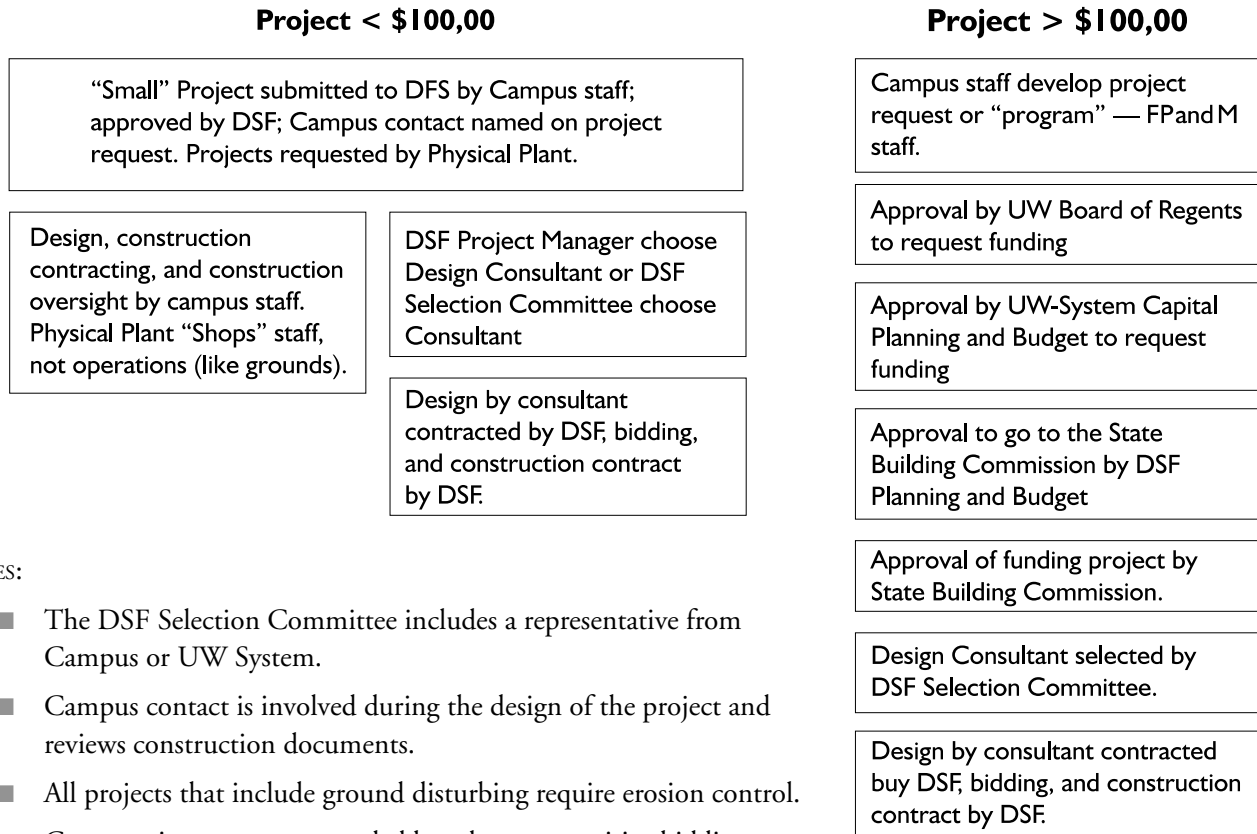 Project < $100,00
"Small" Project submitted to DFS by Campus staff;
approved by DSF; Campus contact named on project
request. Projects requested by Physical Plant.
Design, construction
contracting, and construction
oversight by campus staff.
Physical Plant "Shops" staff,
not operations (like grounds).
DSF Project Manager choose
Design Consultant or DSF
Selection Committee choose
Consultant
Design by consultant
contracted by DSF, bidding,
and construction contract
by DSF.
Project > $100,00
Campus staff develop project
request or "program" — FPandM
staff.
Approval by UW Board of Regents
to request funding
Approval by UW-System Capital
Planning and Budget to request
funding
Approval to go to the State
Building Commission by DSF
Planning and Budget
Approval of funding project by
State Building Commission.
Design Consultant selected by
DSF Selection Committee.
Design by consultant contracted
buy DSF, bidding, and construction
contract by DSF.
ES:
■ The DSF Selection Committee includes a representative from
Campus or UW System.
■ Campus contact is involved during the design of the project and
reviews construction documents.
■ All projects that include ground disturbing require erosion control.